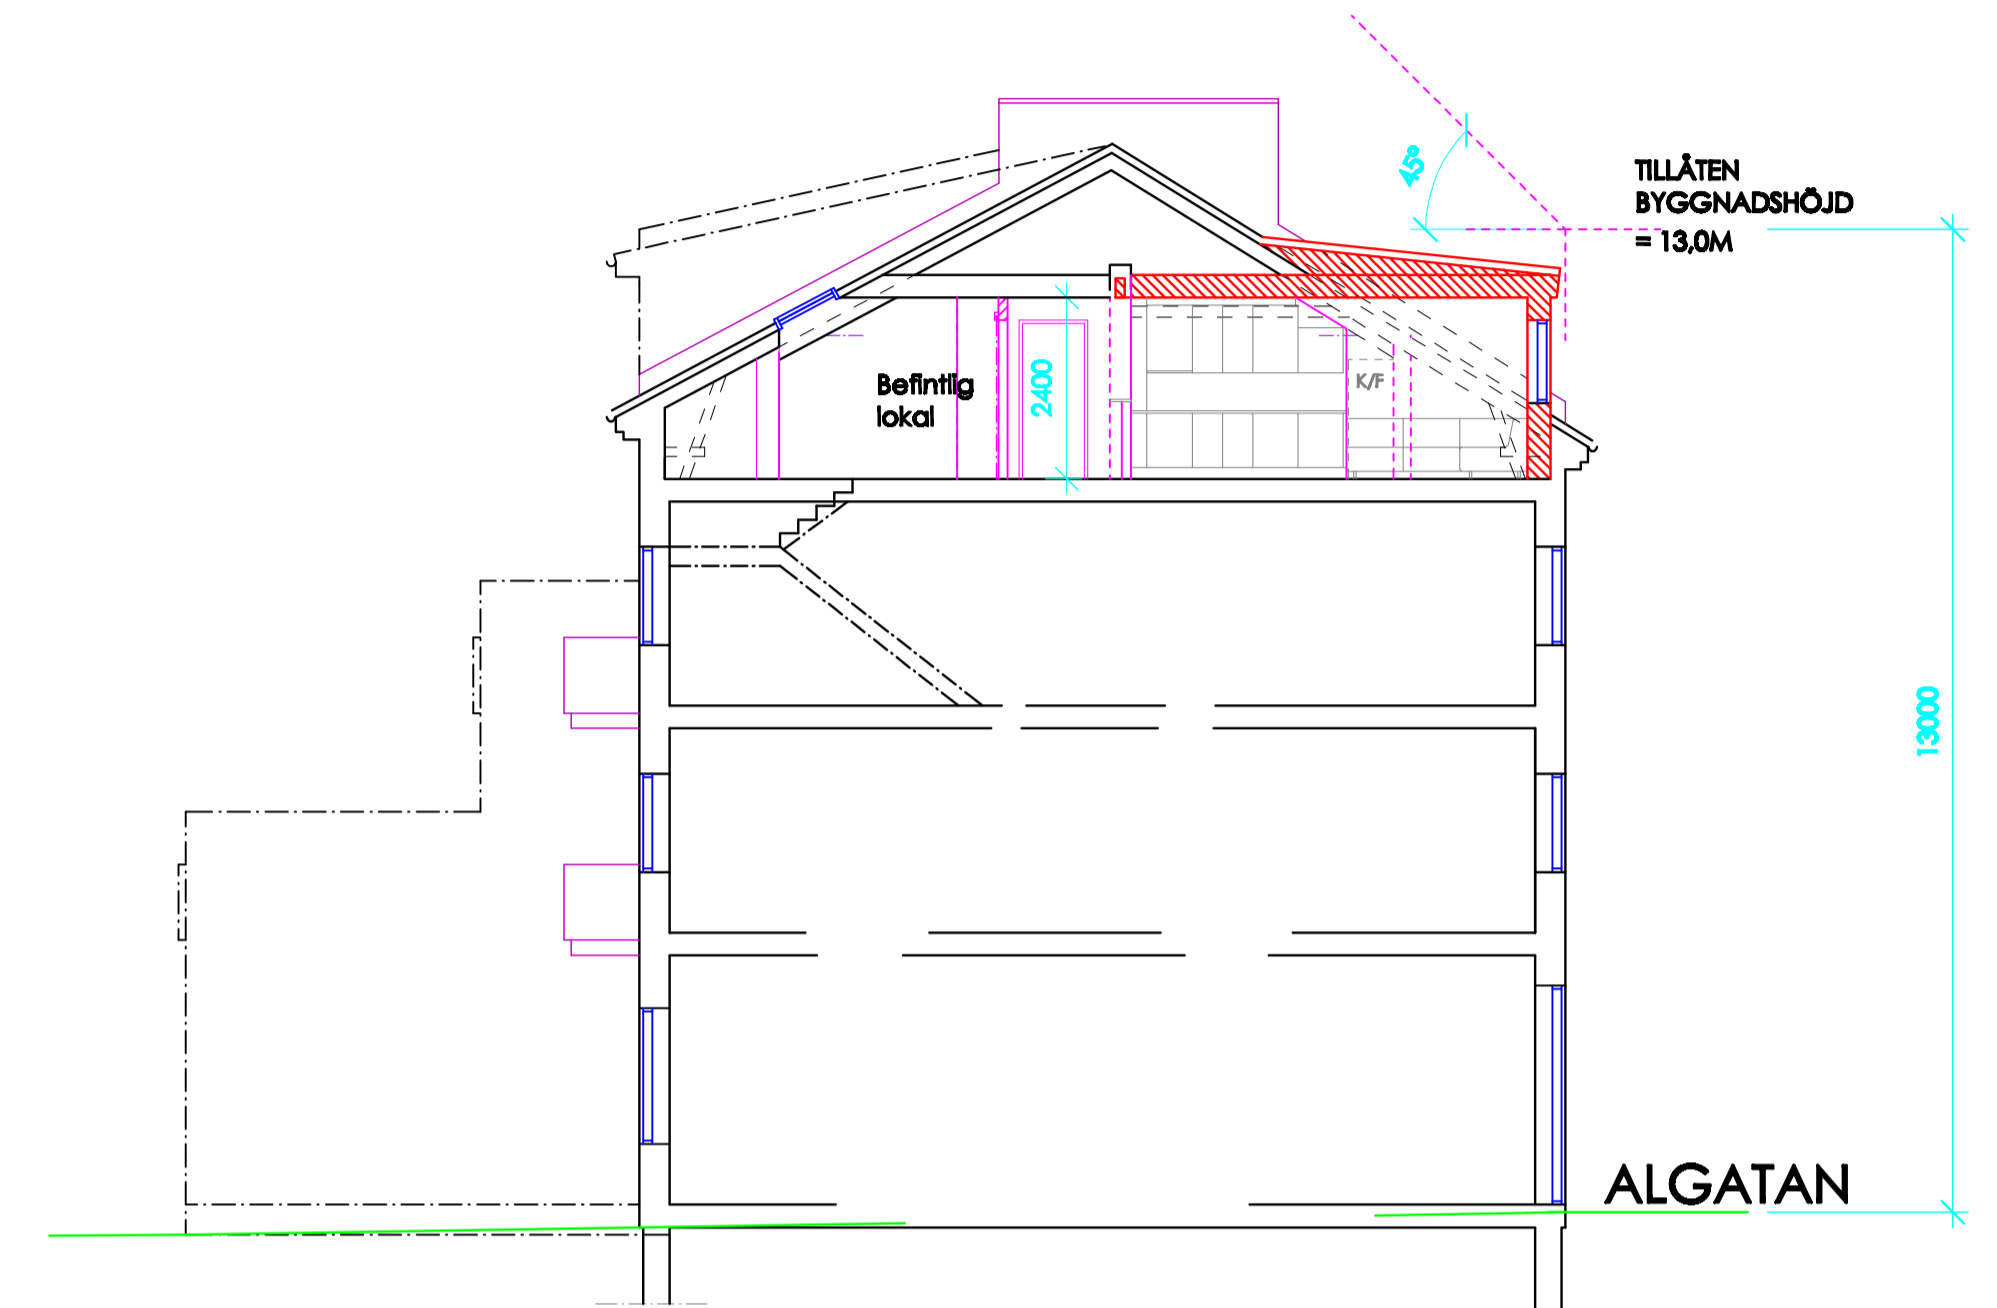 45°
TILLÅTEN
BYGGNADSHÖJD
= 13,0M
Befintlig
lokal
2400
K/F
13000
ALGATAN